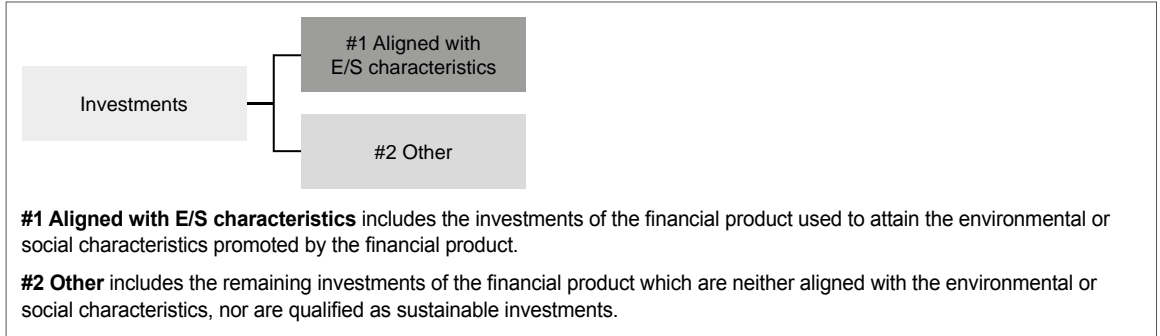 #1 Aligned with
E/S characteristics
Investments
#2 Other
#1 Aligned with E/S characteristics includes the investments of the financial product used to attain the environmental or
social characteristics promoted by the financial product.
#2 Other includes the remaining investments of the financial product which are neither aligned with the environmental or
social characteristics, nor are qualified as sustainable investments.